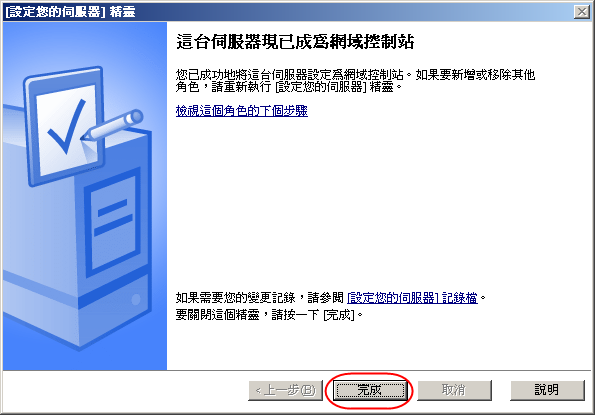 [設定您的伺服器] 精靈
這台伺服器現已成為網域控制站
您已成功地將這台伺服器設定為網域控制站。如果要新增或移除其他
角色，請重新執行 [設定您的伺服器] 精靈。
檢視這個角色的下個步驟
如果需要您的變更記錄，請參閱 [設定您的伺服器] 記錄檔。
要關閉這個精靈，請按一下 [完成]。
< 上一步(B) 完成 取消 說明